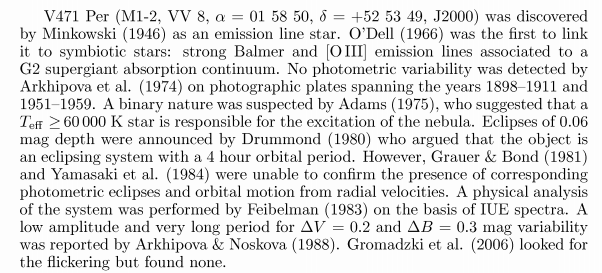 V471 Per (M1-2, VV 8, α = 01 58 50, δ = +52 53 49, J2000) was discovered
by Minkowski (1946) as an emission line star. O'Dell (1966) was the first to link
it to symbiotic stars: strong Balmer and [O III] emission lines associated to a
G2 supergiant absorption continuum. No photometric variability was detected by
Arkhipova et al. (1974) on photographic plates spanning the years 1898–1911 and
1951–1959. A binary nature was suspected by Adams (1975), who suggested that a
T_eff ≥ 60 000 K star is responsible for the excitation of the nebula. Eclipses of 0.06
mag depth were announced by Drummond (1980) who argued that the object is
an eclipsing system with a 4 hour orbital period. However, Grauer & Bond (1981)
and Yamasaki et al. (1984) were unable to confirm the presence of corresponding
photometric eclipses and orbital motion from radial velocities. A physical analysis
of the system was performed by Feibelman (1983) on the basis of IUE spectra. A
low amplitude and very long period for ΔV = 0.2 and ΔB = 0.3 mag variability
was reported by Arkhipova & Noskova (1988). Gromadzki et al. (2006) looked for
the flickering but found none.